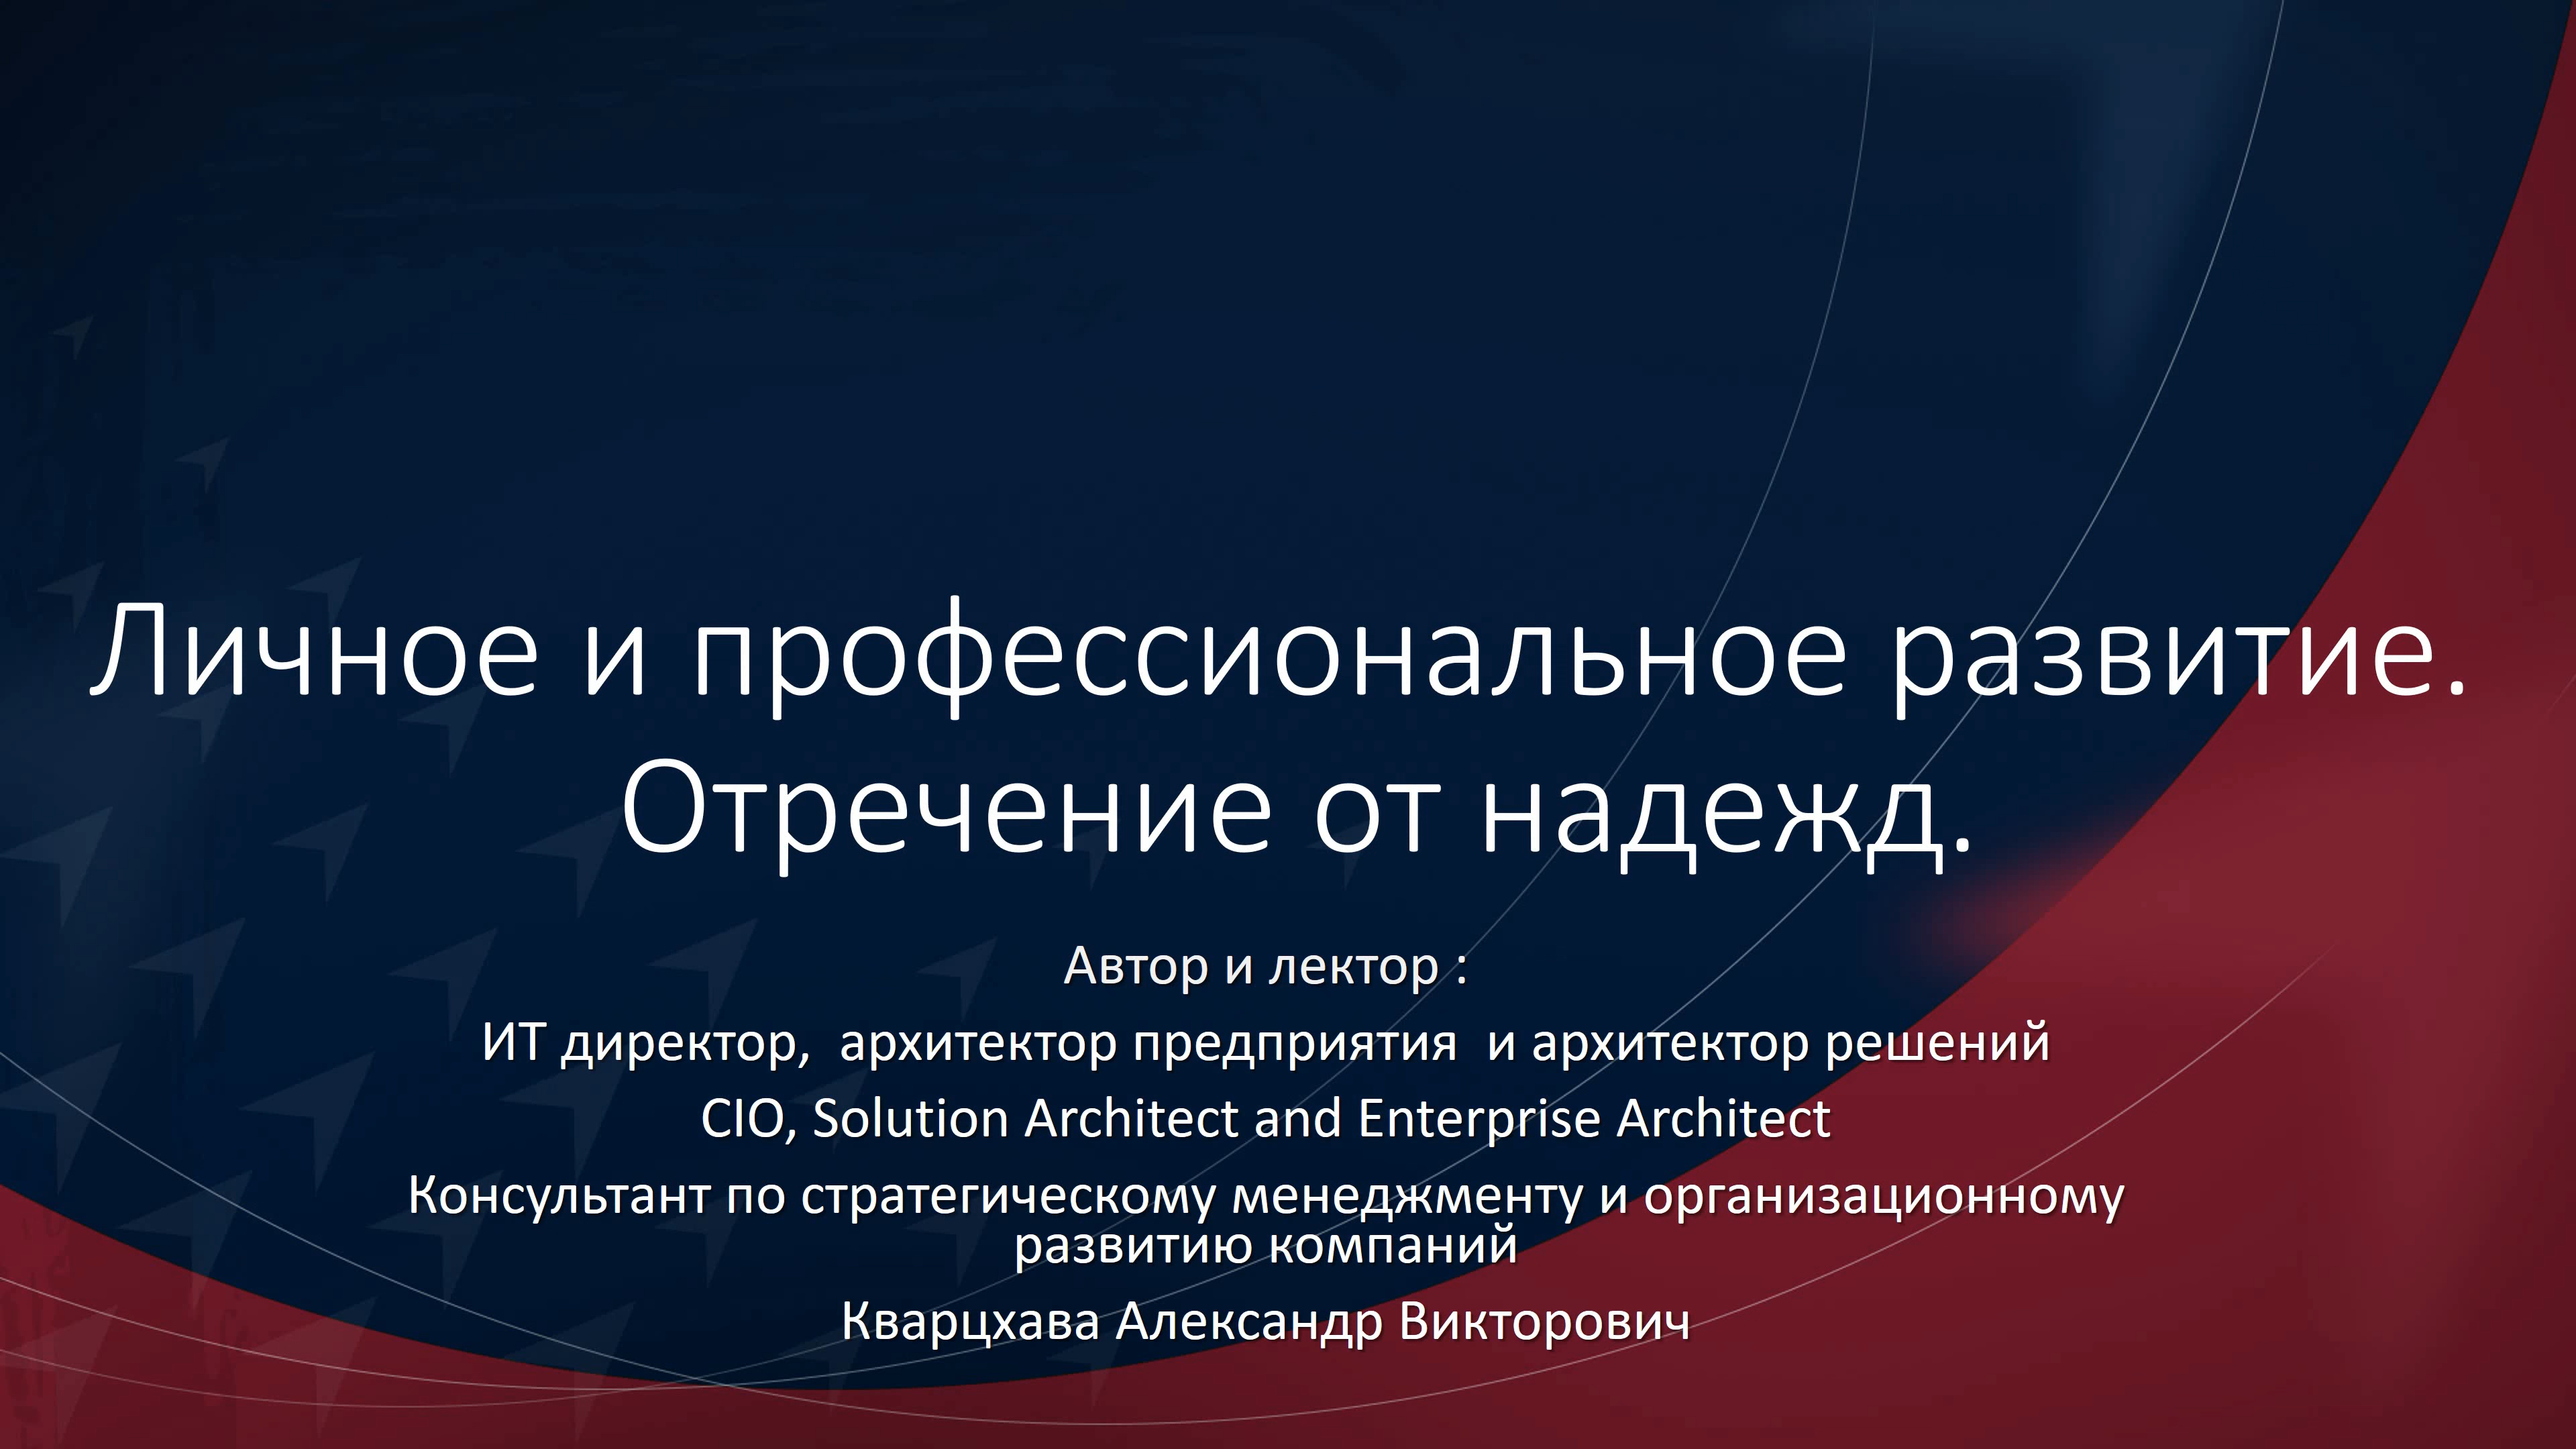 Личное и профессиональное развитие.
Отречение от надежд.
Автор и лектор :
ИТ директор,  архитектор предприятия  и архитектор решений
CIO, Solution Architect and Enterprise Architect
Консультант по стратегическому менеджменту и организационному
развитию компаний
Кварцхава Александр Викторович